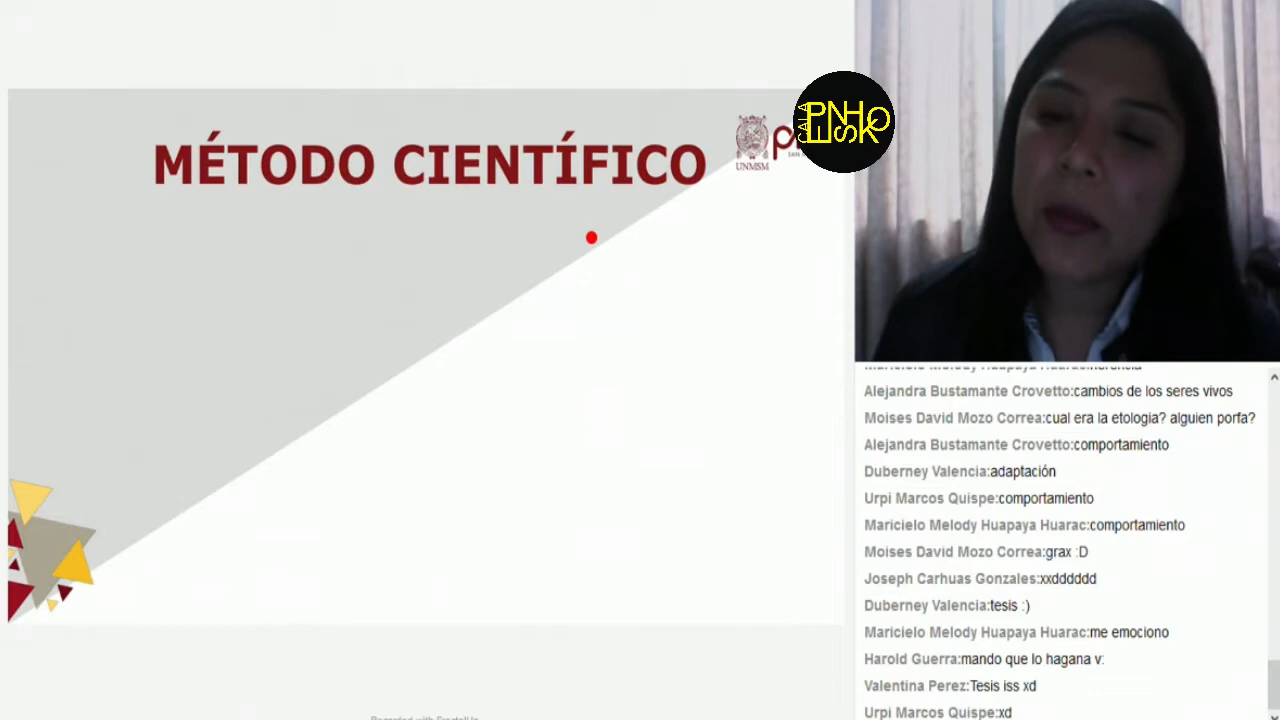 MÉTODO CIENTÍFICO
UNMSM
CALA
PNHO
ESK
Alejandra Bustamante Crovetto:cambios de los seres vivos
Moises David Mozo Correa:cual era la etologia? alguien porfa?
Alejandra Bustamante Crovetto:comportamiento
Duberney Valencia:adaptación
Urpi Marcos Quispe:comportamiento
Maricielo Melody Huapaya Huarac:comportamiento
Moises David Mozo Correa:grax :D
Joseph Carhuas Gonzales:xxdddddd
Duberney Valencia:tesis :)
Maricielo Melody Huapaya Huarac:me emociono
Harold Guerra:mando que lo hagana v:
Valentina Perez:Tesis iss xd
Urpi Marcos Quispe:xd